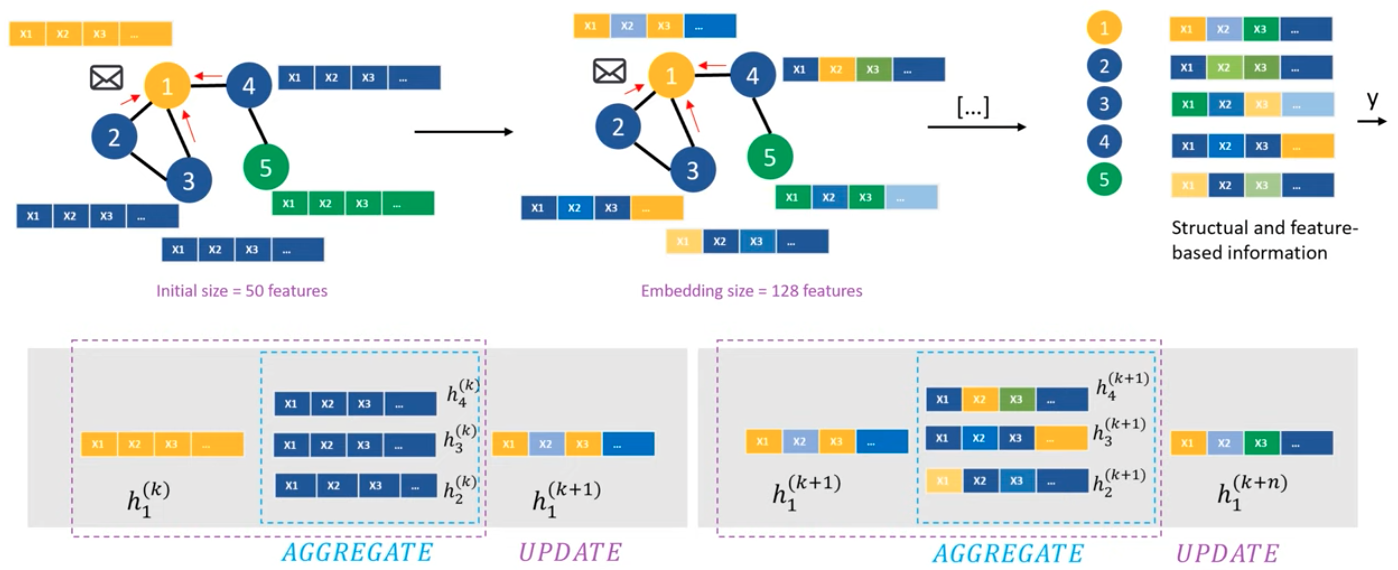 X1 X2 X3 ...
1
4
2
3
5
X1 X2 X3 ...
X1 X2 X3 ...
X1 X2 X3 ...
X1 X2 X3 ...
Initial size = 50 features
X1 X2 X3 ...
1
4
2
3
5
X1 X2 X3 ...
X1 X2 X3 ...
X1 X2 X3 ...
X1 X2 X3 ...
Embedding size = 128 features
[...]
1 X1 X2 X3 ...
2 X1 X2 X3 ...
3 X1 X2 X3 ...
4 X1 X2 X3 ...
5 X1 X2 X3 ...
y
Structual and feature-
based information
X1 X2 X3 ...
h_1^{(k)}
X1 X2 X3 ... h_4^{(k)}
X1 X2 X3 ... h_3^{(k)}
X1 X2 X3 ... h_2^{(k)}
X1 X2 X3 ...
h_1^{(k+1)}
AGGREGATE UPDATE
X1 X2 X3 ...
h_1^{(k+1)}
X1 X2 X3 ... h_4^{(k+1)}
X1 X2 X3 ... h_3^{(k+1)}
X1 X2 X3 ... h_2^{(k+1)}
X1 X2 X3 ...
h_1^{(k+n)}
AGGREGATE UPDATE